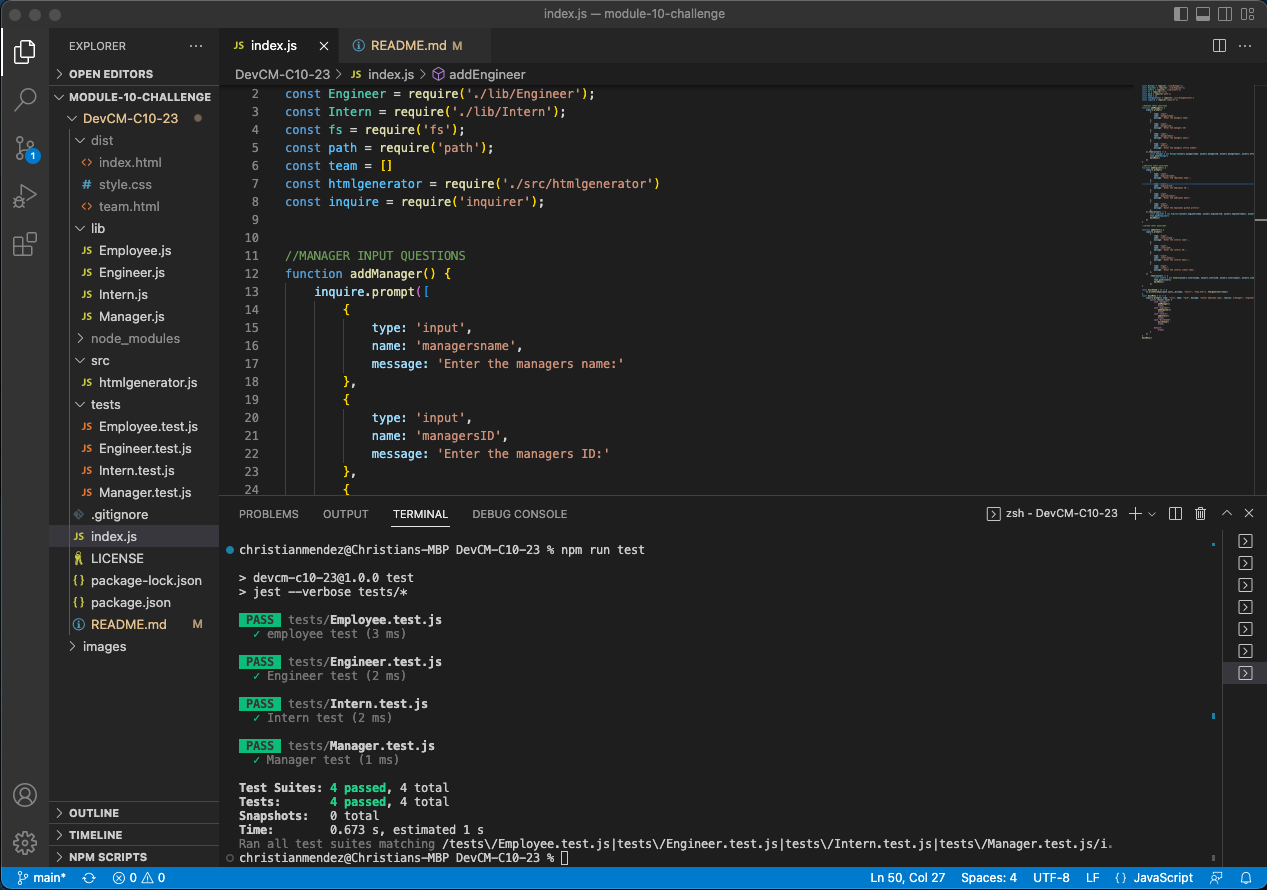 index.js — module-10-challenge
EXPLORER
OPEN EDITORS
MODULE-10-CHALLENGE
DevCM-C10-23
dist
index.html
style.css
team.html
lib
Employee.js
Engineer.js
Intern.js
Manager.js
node_modules
src
htmlgenerator.js
tests
Employee.test.js
Engineer.test.js
Intern.test.js
Manager.test.js
.gitignore
index.js
LICENSE
package-lock.json
package.json
README.md M
images
OUTLINE
TIMELINE
NPM SCRIPTS
1
JS index.js
README.md M
DevCM-C10-23 > JS index.js > addEngineer
2 const Engineer = require('./lib/Engineer');
3 const Intern = require('./lib/Intern');
4 const fs = require('fs');
5 const path = require('path');
6 const team = []
7 const htmlgenerator = require('./src/htmlgenerator')
8 const inquire = require('inquirer');
9
10
11 //MANAGER INPUT QUESTIONS
12 function addManager() {
13 inquire.prompt([
14 {
15 type: 'input',
16 name: 'managersname',
17 message: 'Enter the managers name:'
18 },
19 {
20 type: 'input',
21 name: 'managersID',
22 message: 'Enter the managers ID:'
23 },
24 {
PROBLEMS OUTPUT TERMINAL DEBUG CONSOLE
zsh - DevCM-C10-23
christianmendez@Christians-MBP DevCM-C10-23 % npm run test
> devcm-c10-23@1.0.0 test
> jest --verbose tests/*
PASS tests/Employee.test.js
✓ employee test (3 ms)
PASS tests/Engineer.test.js
✓ Engineer test (2 ms)
PASS tests/Intern.test.js
✓ Intern test (2 ms)
PASS tests/Manager.test.js
✓ Manager test (1 ms)
Test Suites: 4 passed, 4 total
Tests: 4 passed, 4 total
Snapshots: 0 total
Time: 0.673 s, estimated 1 s
Ran all test suites matching /tests\/Employee.test.js|tests\/Engineer.test.js|tests\/Intern.test.js|tests\/Manager.test.js/i.
christianmendez@Christians-MBP DevCM-C10-23 %
main* 0 0
Ln 50, Col 27 Spaces: 4 UTF-8 LF {} JavaScript